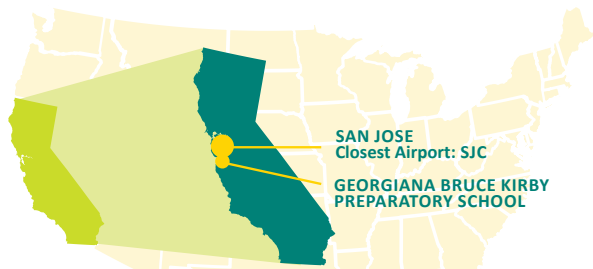 SAN JOSE
Closest Airport: SJC
GEORGIANA BRUCE KIRBY
PREPARATORY SCHOOL